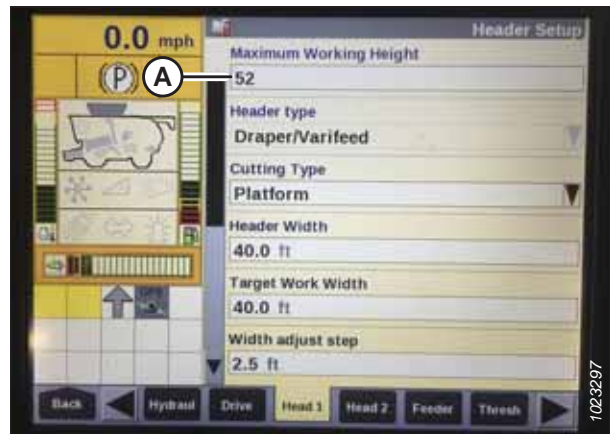 0.0 mph
Header Setup
(P)
A
Maximum Working Height
52
Header type
Draper/Varifeed
Cutting Type
Platform
Header Width
40.0 ft
Target Work Width
40.0 ft
Width adjust step
2.5 ft
Back
Hydraul
Drive
Head 1
Head 2
Feeder
Thresh
1023297